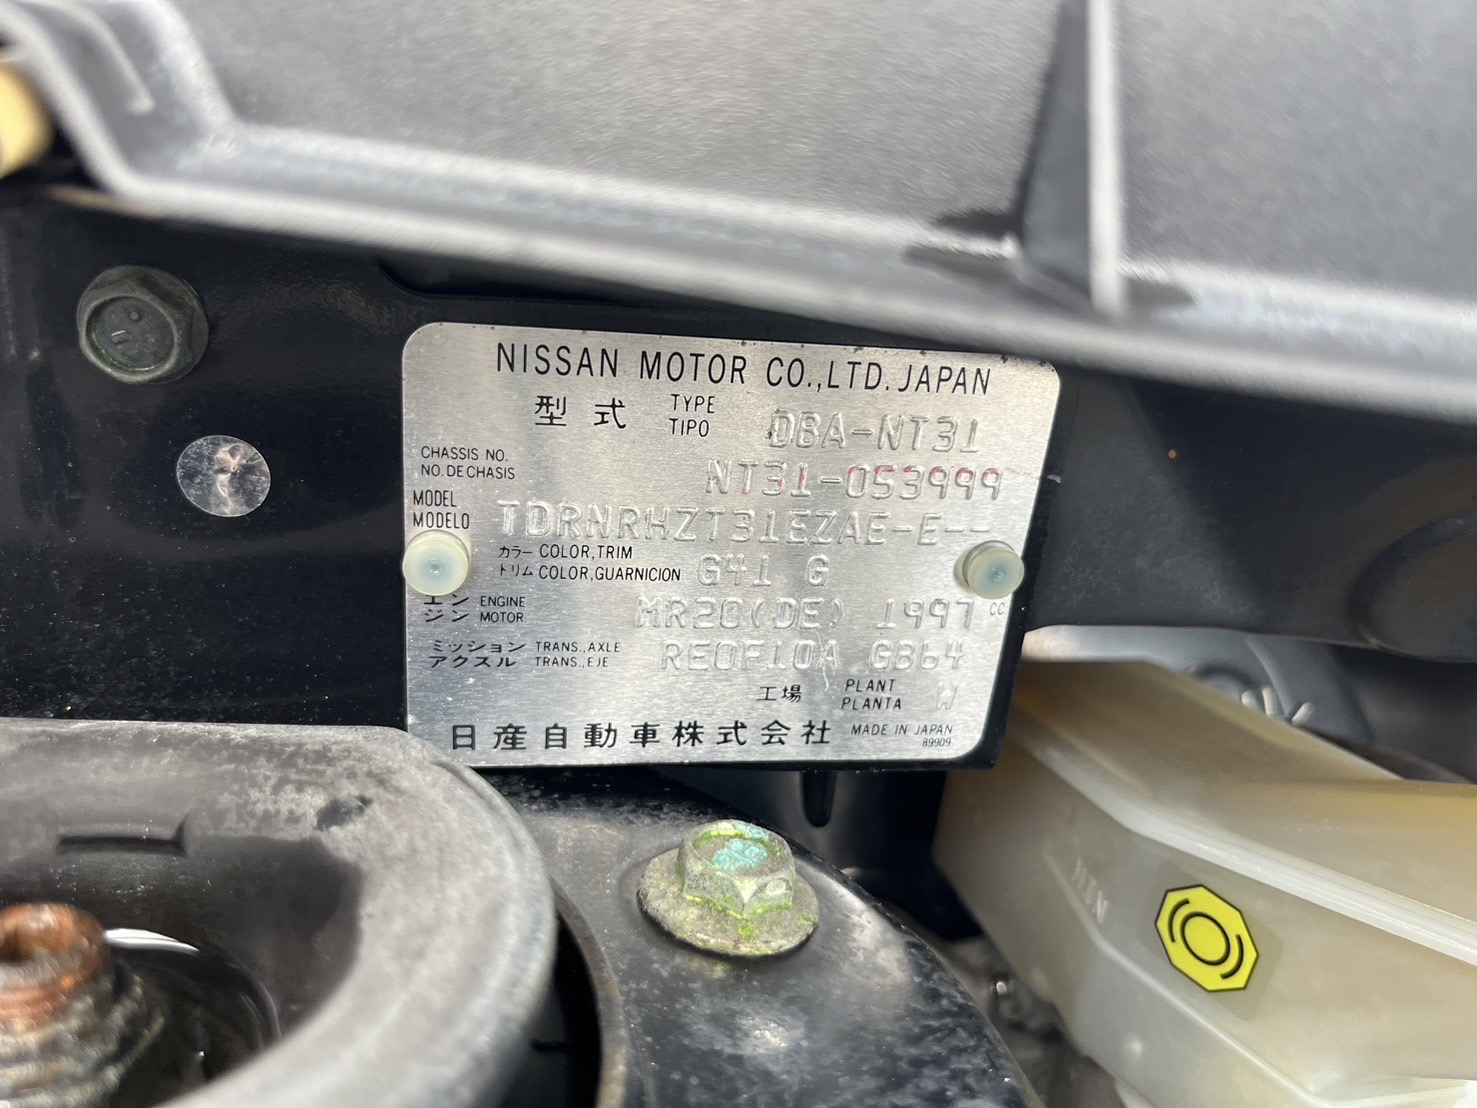 NISSAN MOTOR CO.,LTD. JAPAN
型式 TYPE TIPO DBA-NT31
CHASSIS NO. NO. DE CHASIS NT31-053999
MODEL MODELO TDRNRHZT31EZAE-E--
カラー COLOR,TRIM
トリム COLOR,GUARNICION G41 G
エンジン ENGINE MOTOR MR20(DE) 1997 CC
ミッション TRANS.,AXLE
アクスル TRANS.,EJE RE0F10A GB64
工場 PLANT PLANTA W
日産自動車株式会社 MADE IN JAPAN
89909
MIN